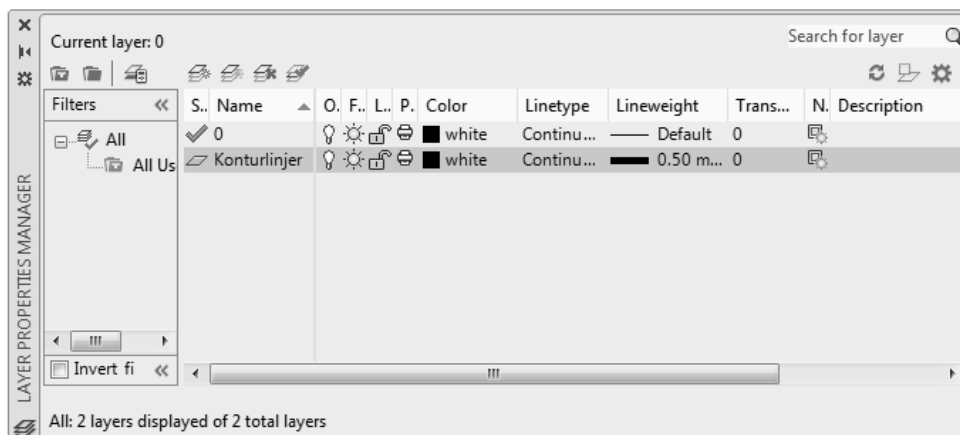 Current layer: 0
Search for layer
Filters
S.. Name O. F.. L.. P. Color Linetype Lineweight Trans... N. Description
All
0 white Continu... Default 0
All Us
Konturlinjer white Continu... 0.50 m... 0
LAYER PROPERTIES MANAGER
Invert fi
All: 2 layers displayed of 2 total layers